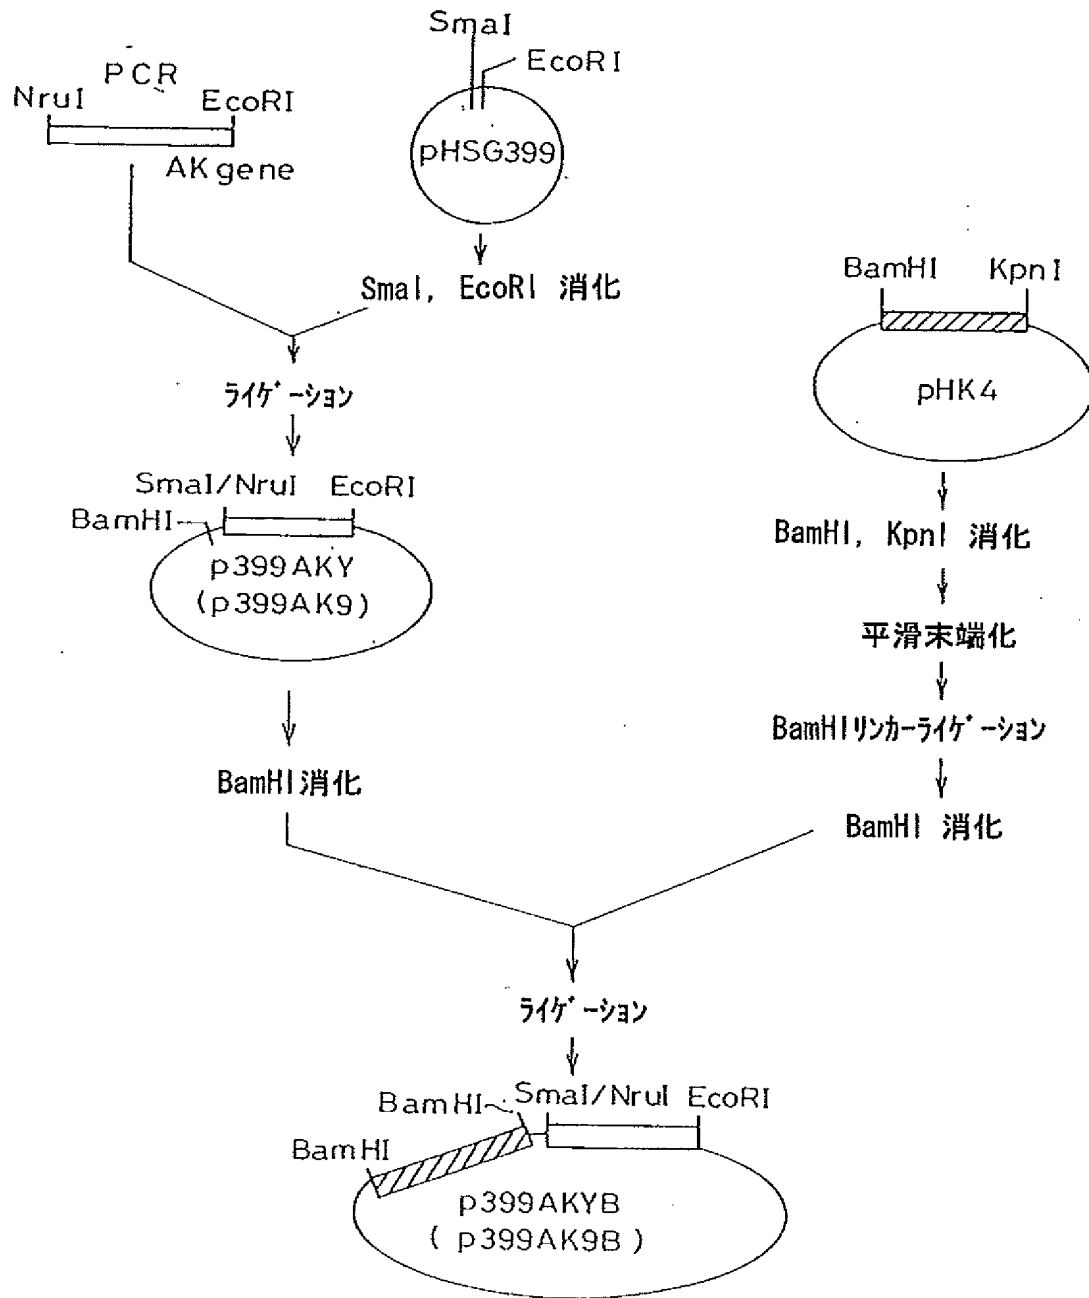 SmaI
EcoRI
PCR
NruI
EcoRI
AK gene
pHSG399
SmaI, EcoRI 消化
ライゲーション
SmaI/NruI EcoRI
BamHI
p399AKY
(p399AK9)
BamHI消化
BamHI KpnI
pHK4
BamHI, KpnI 消化
平滑末端化
BamHIリンカーライゲーション
BamHI 消化
ライゲーション
BamHI
SmaI/NruI EcoRI
BamHI
p399AKYB
(p399AK9B)